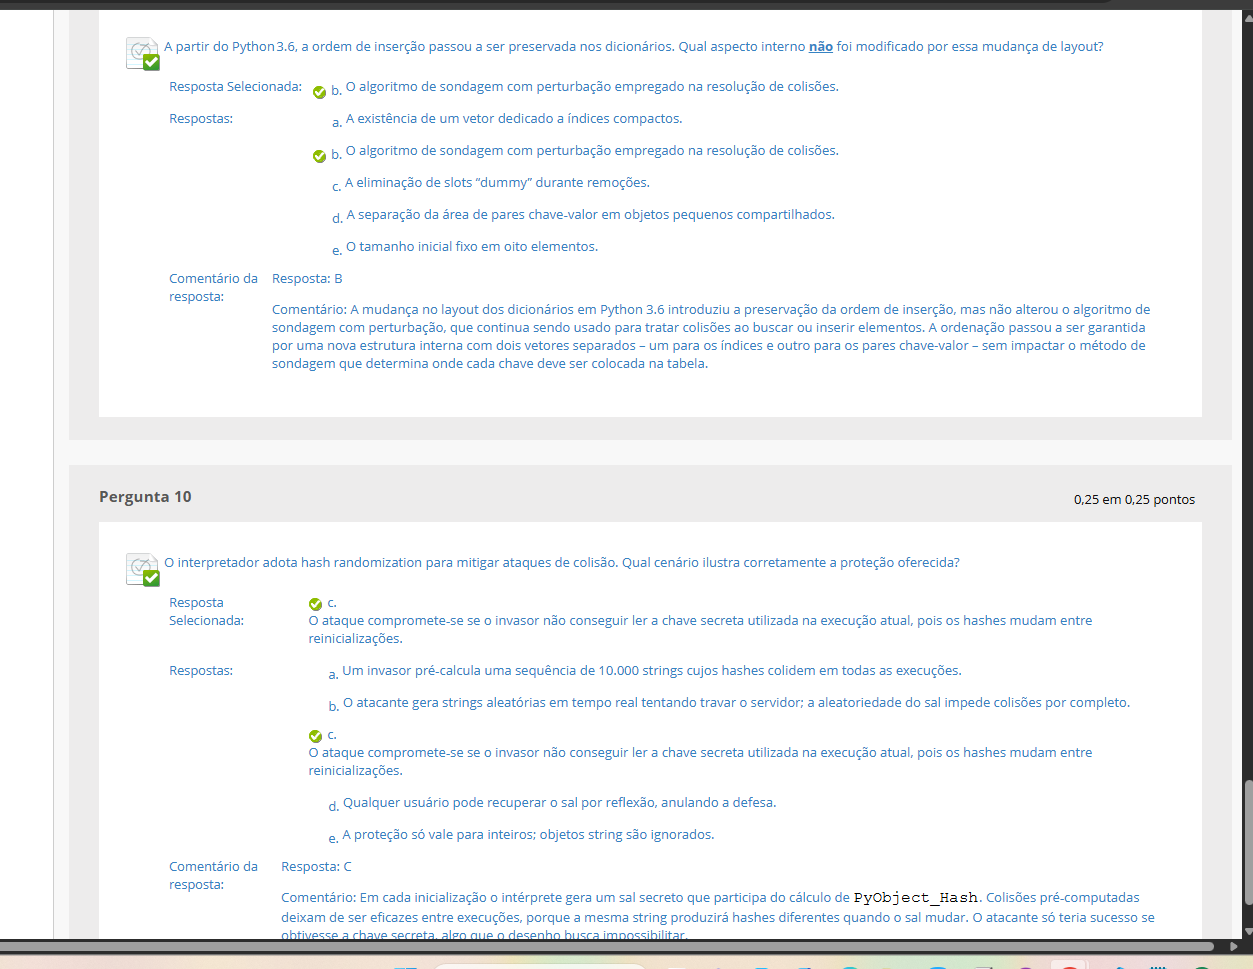 A partir do Python 3.6, a ordem de inserção passou a ser preservada nos dicionários. Qual aspecto interno não foi modificado por essa mudança de layout?
Resposta Selecionada: b. O algoritmo de sondagem com perturbação empregado na resolução de colisões.
Respostas: a. A existência de um vetor dedicado a índices compactos.
b. O algoritmo de sondagem com perturbação empregado na resolução de colisões.
c. A eliminação de slots “dummy” durante remoções.
d. A separação da área de pares chave-valor em objetos pequenos compartilhados.
e. O tamanho inicial fixo em oito elementos.
Comentário da resposta: Resposta: B
Comentário: A mudança no layout dos dicionários em Python 3.6 introduziu a preservação da ordem de inserção, mas não alterou o algoritmo de
sondagem com perturbação, que continua sendo usado para tratar colisões ao buscar ou inserir elementos. A ordenação passou a ser garantida
por uma nova estrutura interna com dois vetores separados – um para os índices e outro para os pares chave-valor – sem impactar o método de
sondagem que determina onde cada chave deve ser colocada na tabela.
Pergunta 10
0,25 em 0,25 pontos
O interpretador adota hash randomization para mitigar ataques de colisão. Qual cenário ilustra corretamente a proteção oferecida?
Resposta Selecionada: c.
O ataque compromete-se se o invasor não conseguir ler a chave secreta utilizada na execução atual, pois os hashes mudam entre
reinicializações.
Respostas: a. Um invasor pré-calcula uma sequência de 10.000 strings cujos hashes colidem em todas as execuções.
b. O atacante gera strings aleatórias em tempo real tentando travar o servidor; a aleatoriedade do sal impede colisões por completo.
c.
O ataque compromete-se se o invasor não conseguir ler a chave secreta utilizada na execução atual, pois os hashes mudam entre
reinicializações.
d. Qualquer usuário pode recuperar o sal por reflexão, anulando a defesa.
e. A proteção só vale para inteiros; objetos string são ignorados.
Comentário da resposta: Resposta: C
Comentário: Em cada inicialização o intérprete gera um sal secreto que participa do cálculo de PyObject_Hash. Colisões pré-computadas
deixam de ser eficazes entre execuções, porque a mesma string produzirá hashes diferentes quando o sal mudar. O atacante só teria sucesso se
obtivesse a chave secreta, algo que o desenho busca impossibilitar.